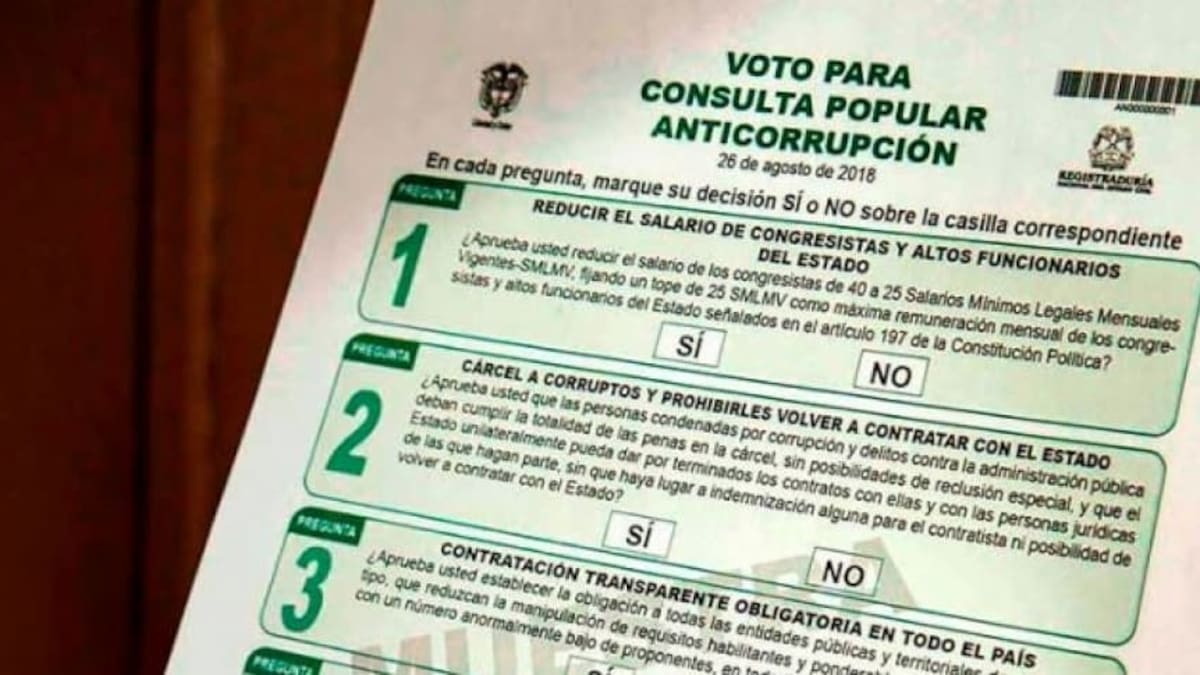 VOTO PARA
CONSULTA POPULAR
ANTICORRUPCIÓN
26 de agosto de 2018
AN000000001
REGISTRADURÍA
NACIONAL DEL ESTADO CIVIL
En cada pregunta, marque su decisión SÍ o NO sobre la casilla correspondiente
PREGUNTA
1
REDUCIR EL SALARIO DE CONGRESISTAS Y ALTOS FUNCIONARIOS
DEL ESTADO
¿Aprueba usted reducir el salario de los congresistas de 40 a 25 Salarios Mínimos Legales Mensuales
Vigentes-SMLMV, fijando un tope de 25 SMLMV como máxima remuneración mensual de los congre-
sistas y altos funcionarios del Estado señalados en el artículo 197 de la Constitución Política?
SÍ
NO
PREGUNTA
2
CÁRCEL A CORRUPTOS Y PROHIBIRLES VOLVER A CONTRATAR CON EL ESTADO
¿Aprueba usted que las personas condenadas por corrupción y delitos contra la administración pública
deban cumplir la totalidad de las penas en la cárcel, sin posibilidades de reclusión especial, y que el
Estado unilateralmente pueda dar por terminados los contratos con ellas y con las personas jurídicas
de las que hagan parte, sin que haya lugar a indemnización alguna para el contratista ni posibilidad de
volver a contratar con el Estado?
SÍ
NO
PREGUNTA
3
CONTRATACIÓN TRANSPARENTE OBLIGATORIA EN TODO EL PAÍS
¿Aprueba usted establecer la obligación a todas las entidades públicas y territoriales
tipo, que reduzcan la manipulación de requisitos habilitantes y
con un número anormalmente bajo de proponentes, en
SÍ
PREGUNTA